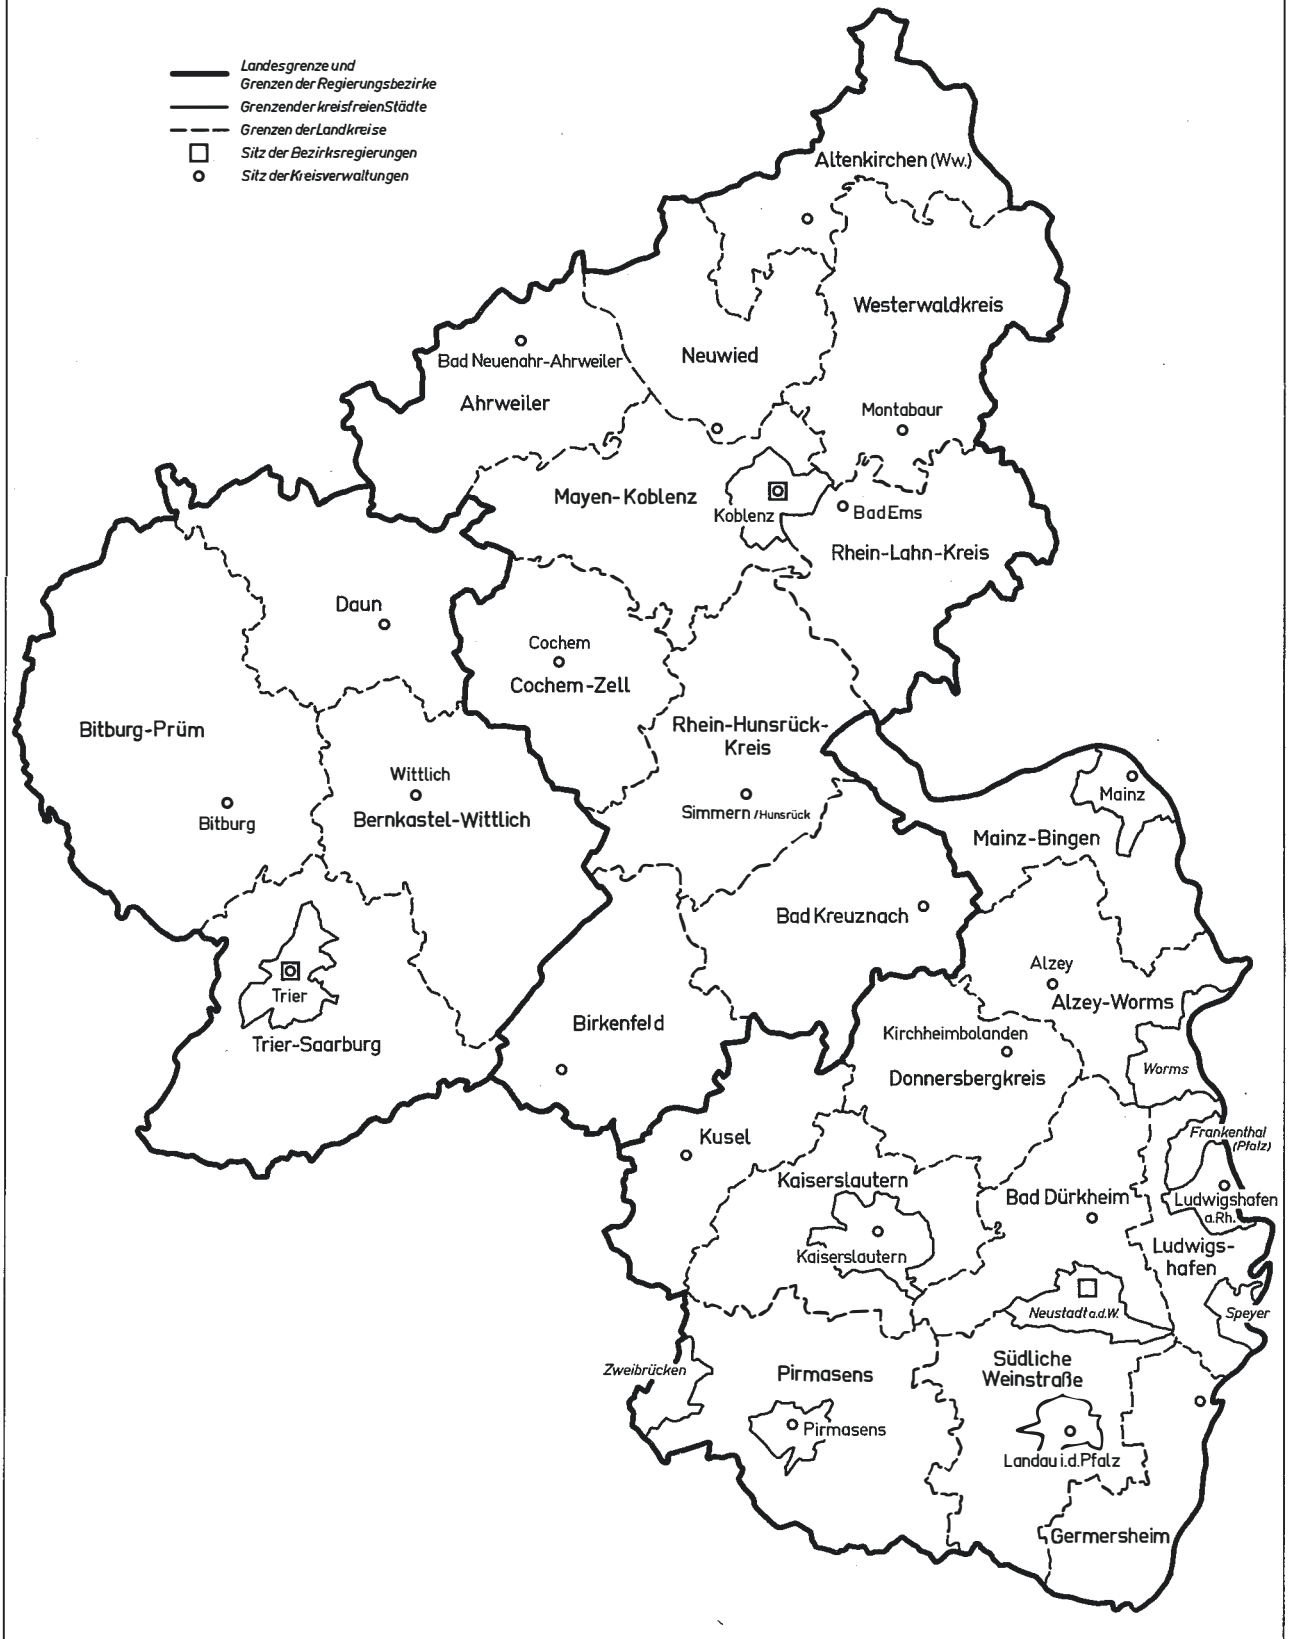 Landesgrenze und
Grenzen der Regierungsbezirke
Grenzen der kreisfreien Städte
Grenzen der Landkreise
Sitz der Bezirksregierungen
Sitz der Kreisverwaltungen
Altenkirchen (Ww.)
Westerwaldkreis
Neuwied
Bad Neuenahr-Ahrweiler
Ahrweiler
Montabaur
Mayen-Koblenz
Koblenz
Bad Ems
Rhein-Lahn-Kreis
Daun
Cochem
Cochem-Zell
Bitburg-Prüm
Rhein-Hunsrück-
Kreis
Wittlich
Bernkastel-Wittlich
Bitburg
Simmern /Hunsrück
Mainz
Mainz-Bingen
Bad Kreuznach
Alzey
Alzey-Worms
Trier
Trier-Saarburg
Birkenfeld
Kirchheimbolanden
Donnersbergkreis
Worms
Kusel
Frankenthal
(Pfalz)
Kaiserslautern
Bad Dürkheim
Ludwigshafen
a.Rh.
Kaiserslautern
Ludwigs-
hafen
Neustadt a.d.W.
Speyer
Zweibrücken
Pirmasens
Südliche
Weinstraße
Pirmasens
Landau i.d.Pfalz
Germersheim